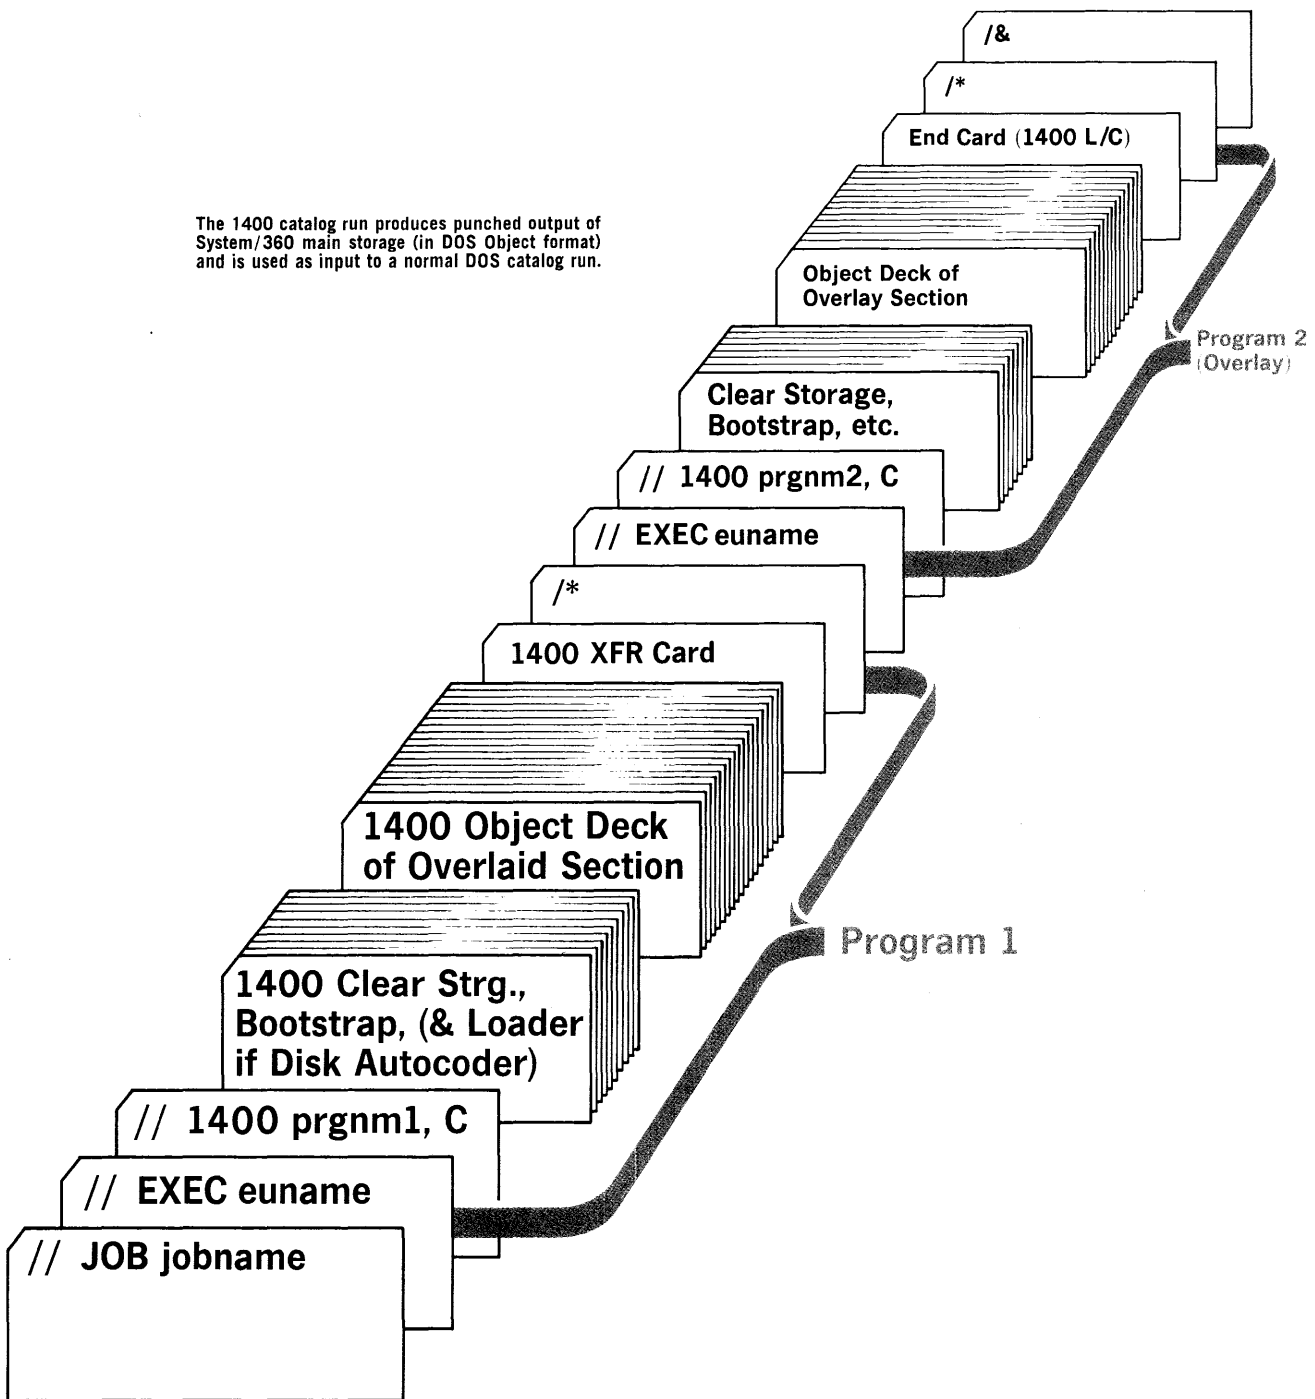 /&
/*
End Card (1400 L/C)
The 1400 catalog run produces punched output of
System/360 main storage (in DOS Object format)
and is used as input to a normal DOS catalog run.
Object Deck of
Overlay Section
Program 2
(Overlay)
Clear Storage,
Bootstrap, etc.
// 1400 prgnm2, C
// EXEC euname
/*
1400 XFR Card
1400 Object Deck
of Overlaid Section
Program 1
1400 Clear Strg.,
Bootstrap, (& Loader
if Disk Autocoder)
// 1400 prgnm1, C
// EXEC euname
// JOB jobname